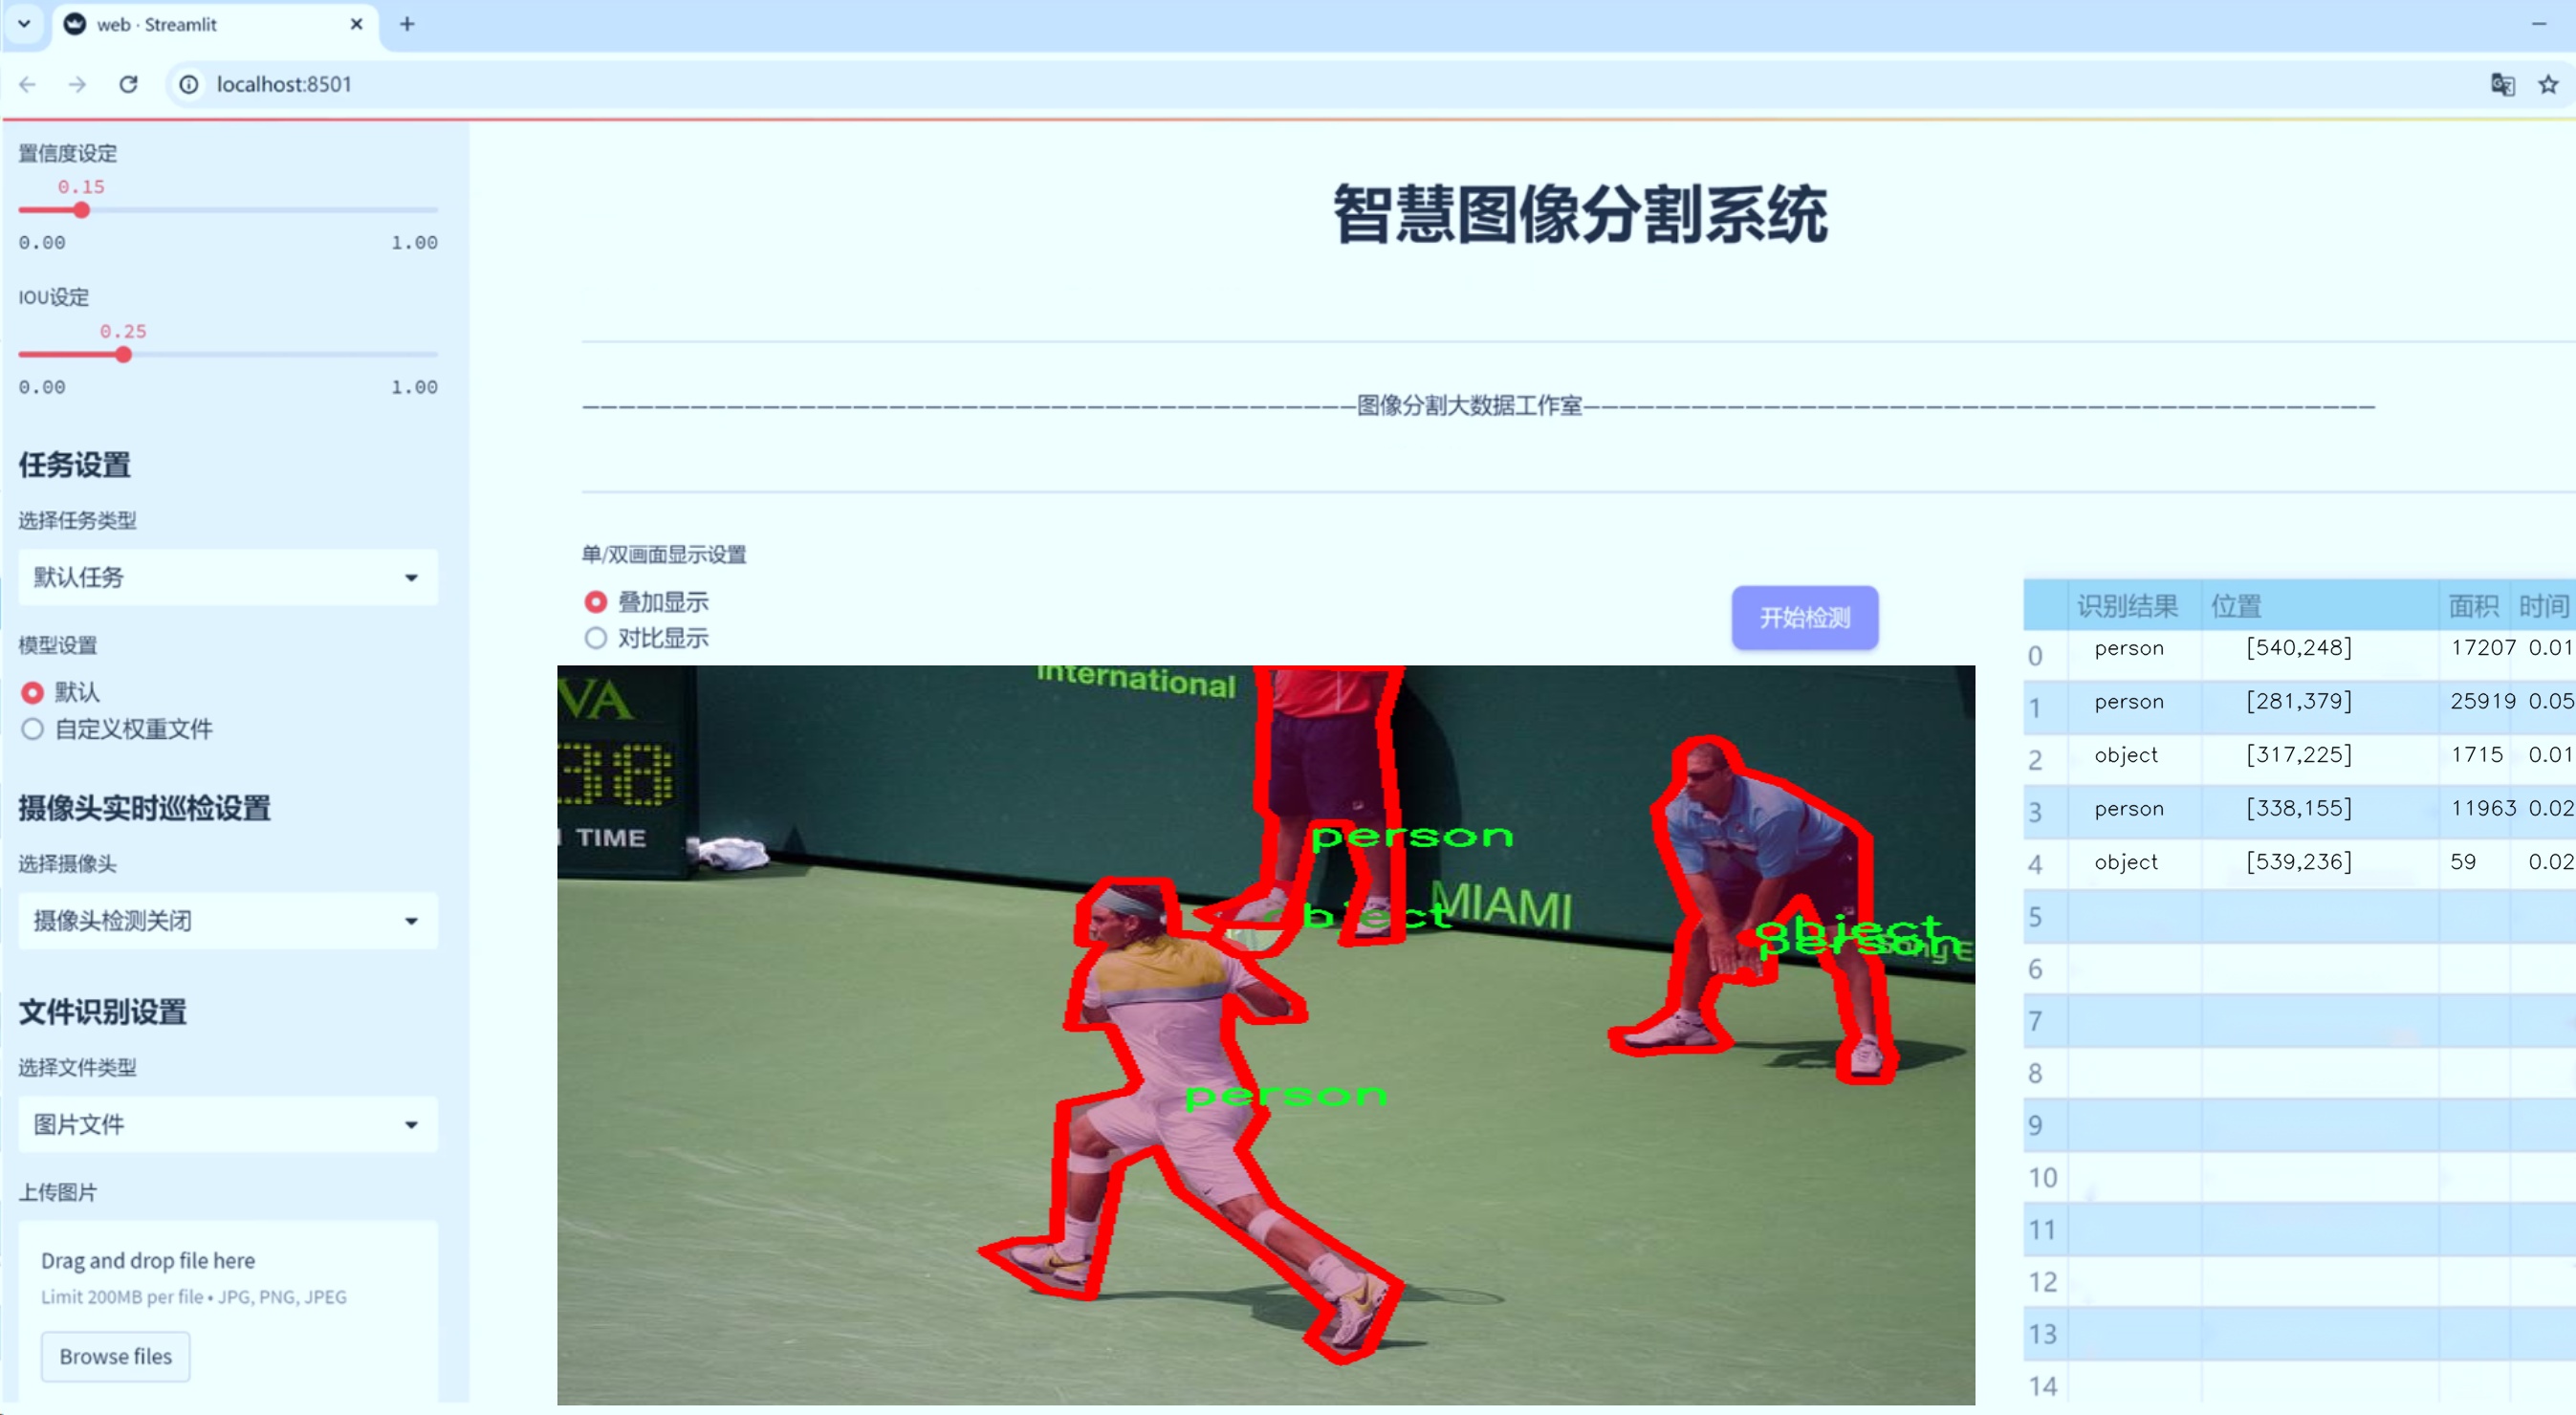 web · Streamlit
localhost:8501
置信度设定
0.15
0.00 1.00
IOU设定
0.25
0.00 1.00
任务设置
选择任务类型
默认任务
模型设置
默认
自定义权重文件
摄像头实时巡检设置
选择摄像头
摄像头检测关闭
文件识别设置
选择文件类型
图片文件
上传图片
Drag and drop file here
Limit 200MB per file • JPG, PNG, JPEG
Browse files
智慧图像分割系统
图像分割大数据工作室
单/双画面显示设置
叠加显示
对比显示
开始检测
International
VA
38
TIME
person
MIAMI
object
object
person
person
识别结果 位置 面积 时间
0 person [540,248] 17207 0.01
1 person [281,379] 25919 0.05
2 object [317,225] 1715 0.01
3 person [338,155] 11963 0.02
4 object [539,236] 59 0.02
5
6
7
8
9
10
11
12
13
14